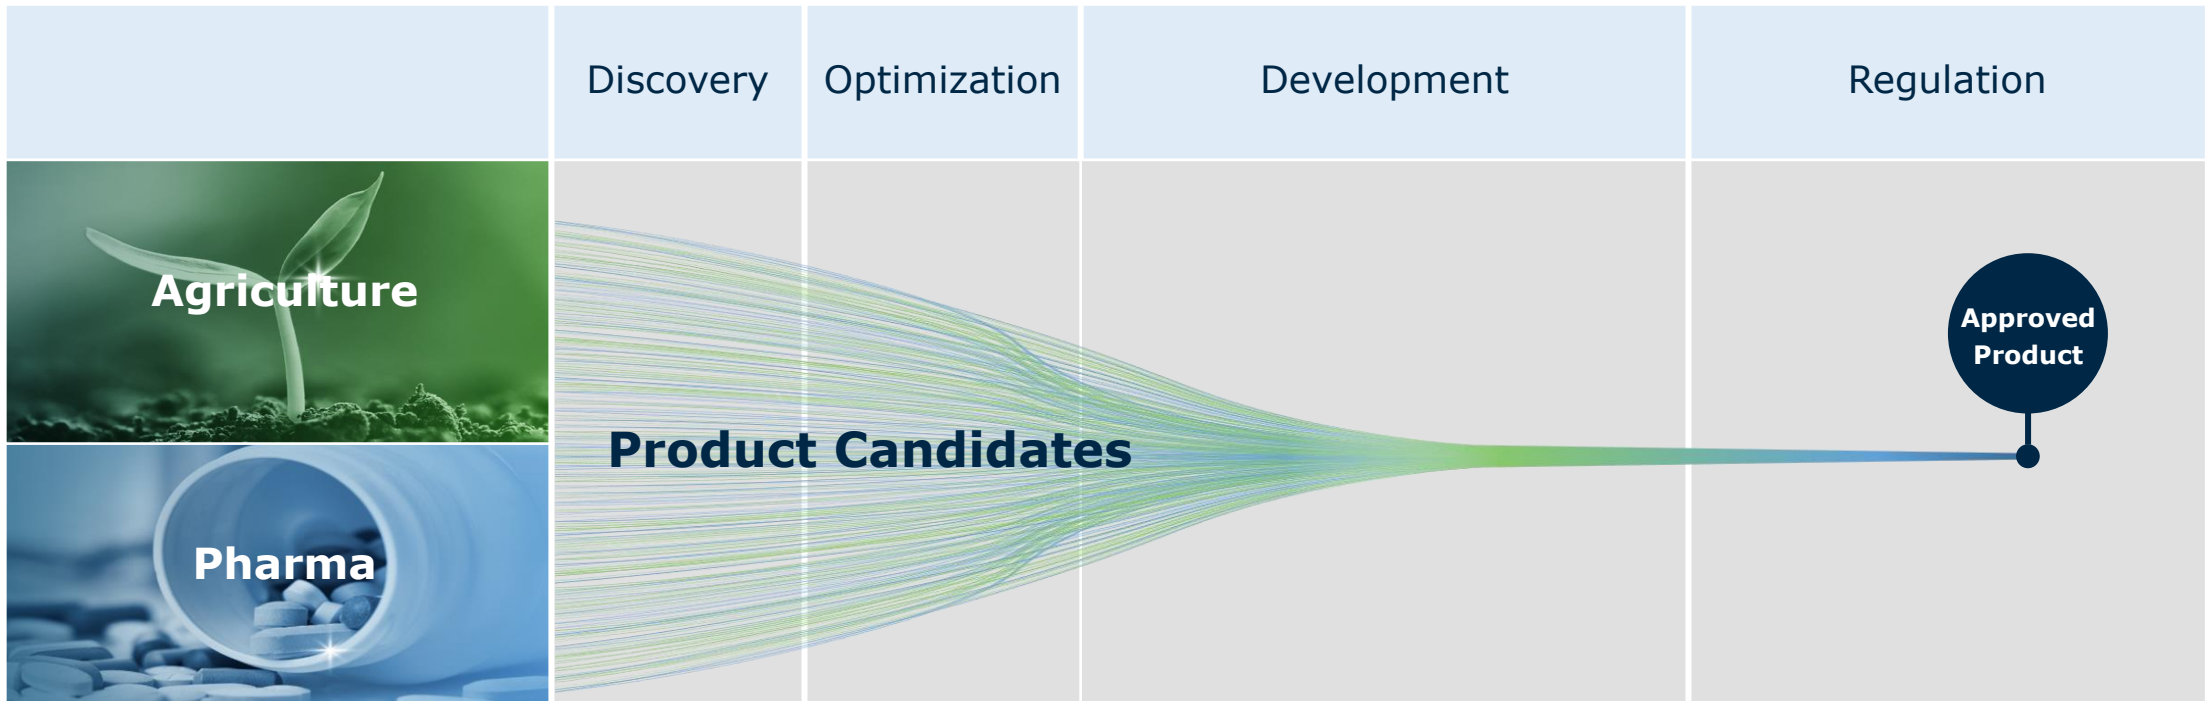 Discovery
Optimization
Development
Regulation
Agriculture
Pharma
Product Candidates
Approved
Product